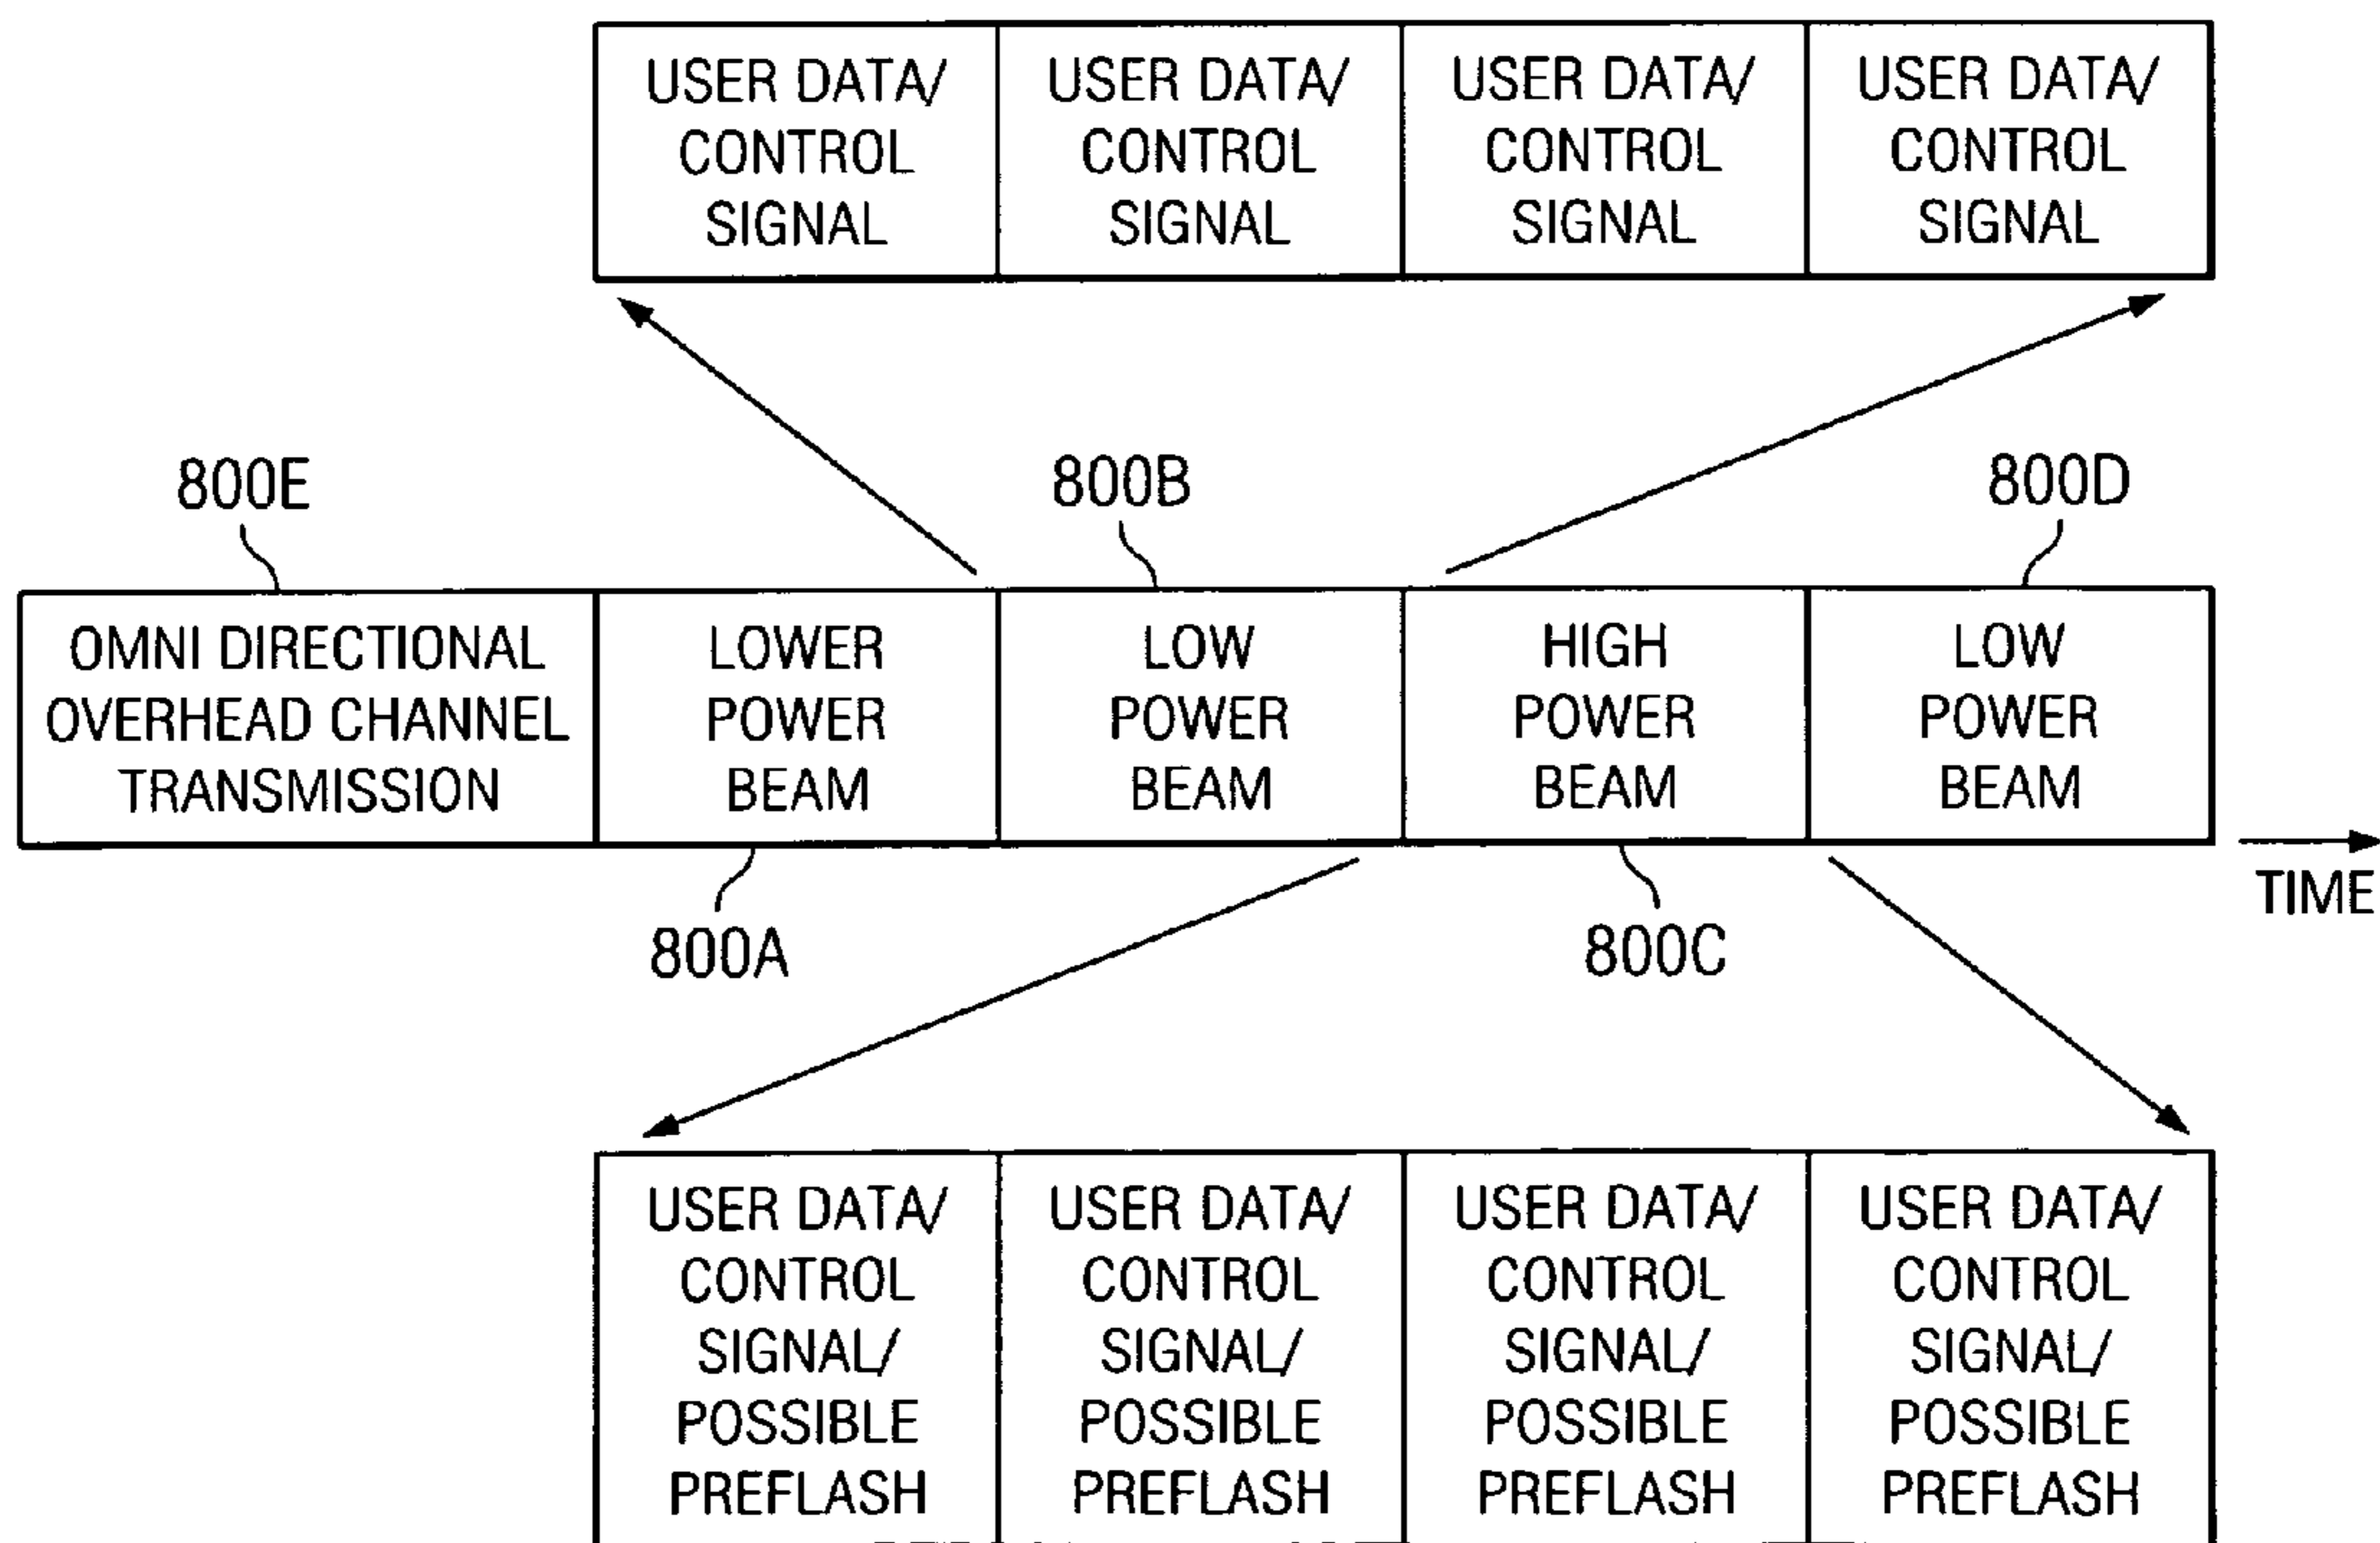 USER DATA/ CONTROL SIGNAL
USER DATA/ CONTROL SIGNAL
USER DATA/ CONTROL SIGNAL
USER DATA/ CONTROL SIGNAL
800E
800B
800D
OMNI DIRECTIONAL OVERHEAD CHANNEL TRANSMISSION
LOWER POWER BEAM
LOW POWER BEAM
HIGH POWER BEAM
LOW POWER BEAM
TIME
800A
800C
USER DATA/ CONTROL SIGNAL/ POSSIBLE PREFLASH
USER DATA/ CONTROL SIGNAL/ POSSIBLE PREFLASH
USER DATA/ CONTROL SIGNAL/ POSSIBLE PREFLASH
USER DATA/ CONTROL SIGNAL/ POSSIBLE PREFLASH